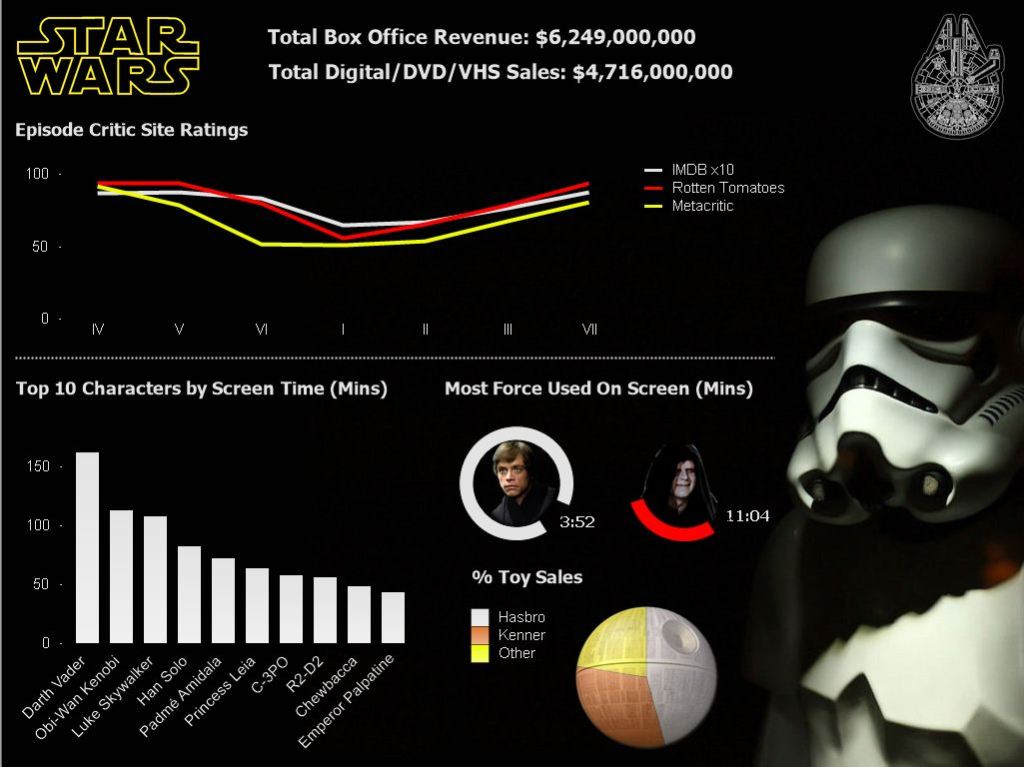 STAR
WARS
Total Box Office Revenue: $6,249,000,000
Total Digital/DVD/VHS Sales: $4,716,000,000
Episode Critic Site Ratings
100
50
0
IV V VI I II III VII
IMDB x10
Rotten Tomatoes
Metacritic
Top 10 Characters by Screen Time (Mins)
150
100
50
0
Darth Vader
Obi-Wan Kenobi
Luke Skywalker
Han Solo
Padmé Amidala
Princess Leia
C-3PO
R2-D2
Chewbacca
Emperor Palpatine
Most Force Used On Screen (Mins)
3:52
11:04
% Toy Sales
Hasbro
Kenner
Other